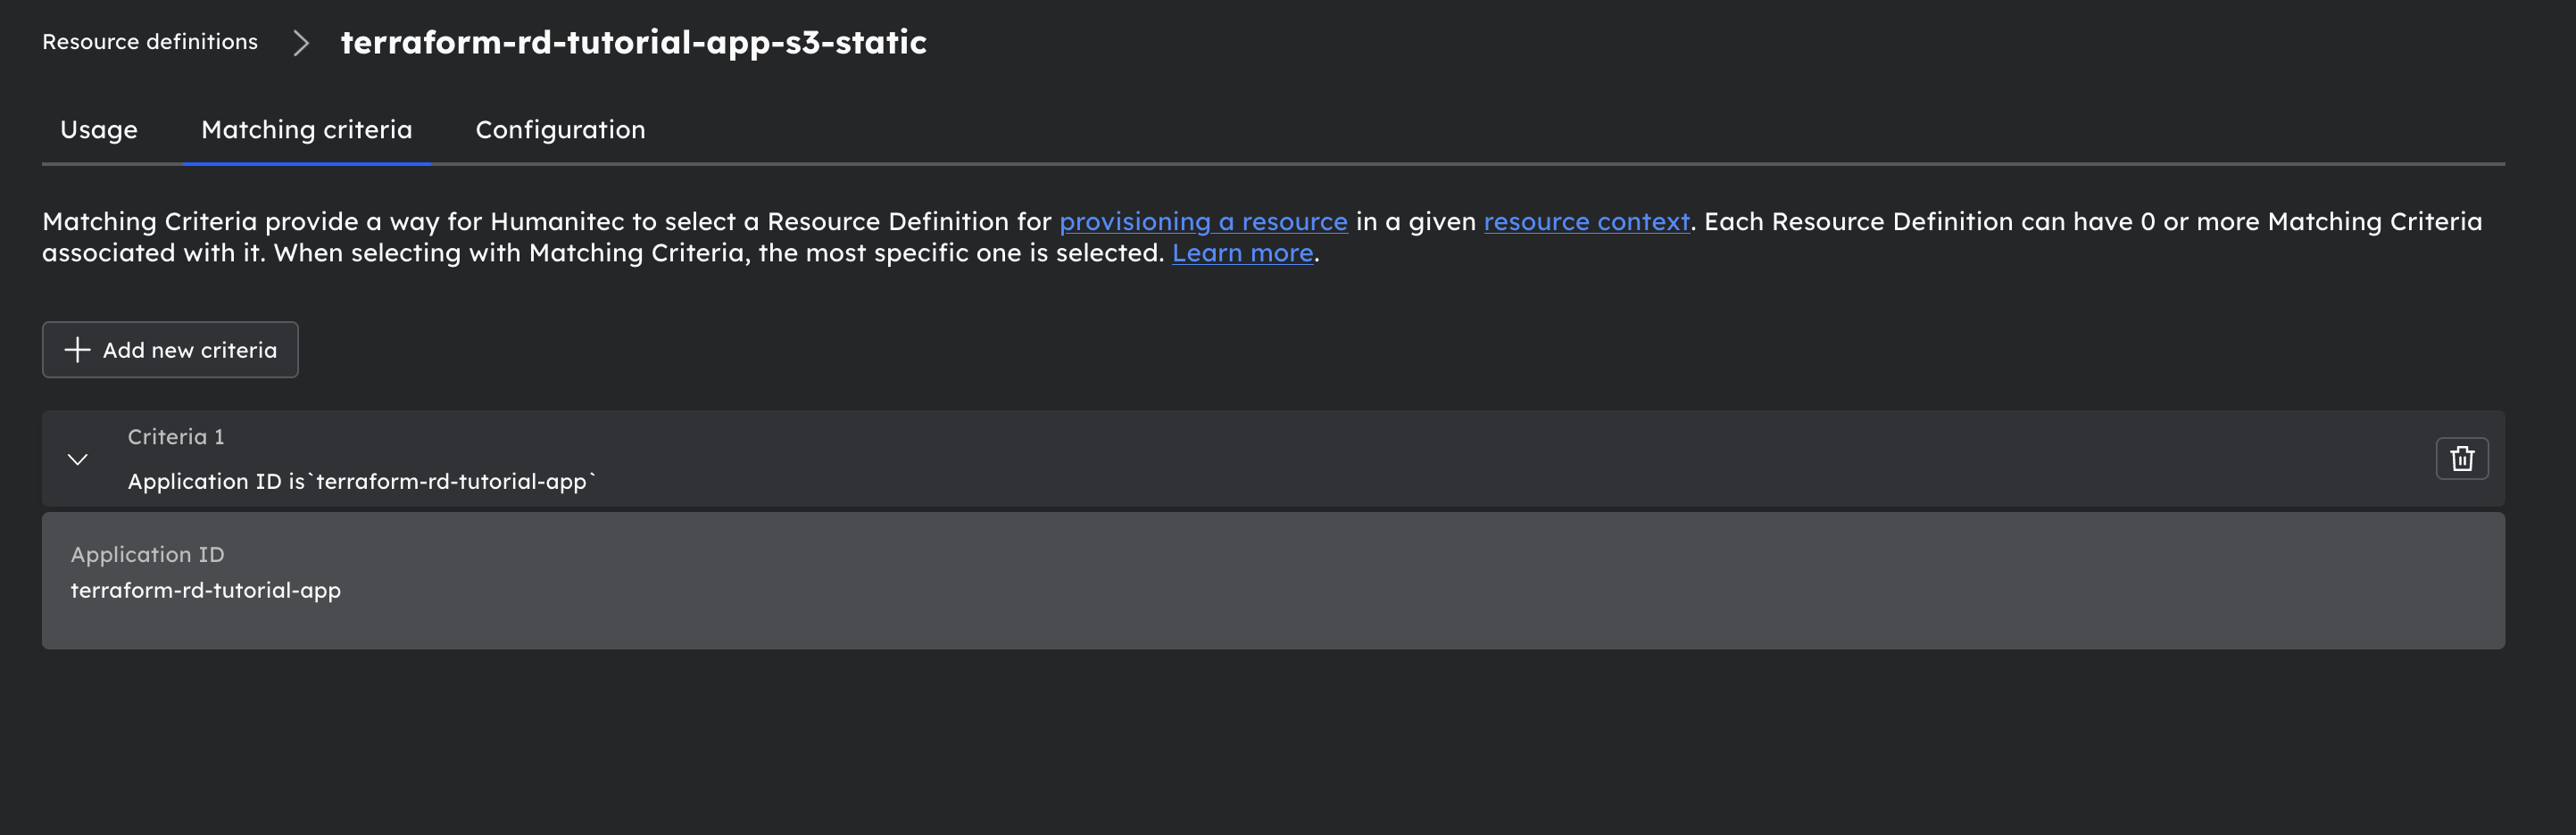 Resource definitions > terraform-rd-tutorial-app-s3-static
Usage Matching criteria Configuration
Matching Criteria provide a way for Humanitec to select a Resource Definition for provisioning a resource in a given resource context. Each Resource Definition can have 0 or more Matching Criteria
associated with it. When selecting with Matching Criteria, the most specific one is selected. Learn more.
Add new criteria
Criteria 1
Application ID is`terraform-rd-tutorial-app`
Application ID
terraform-rd-tutorial-app